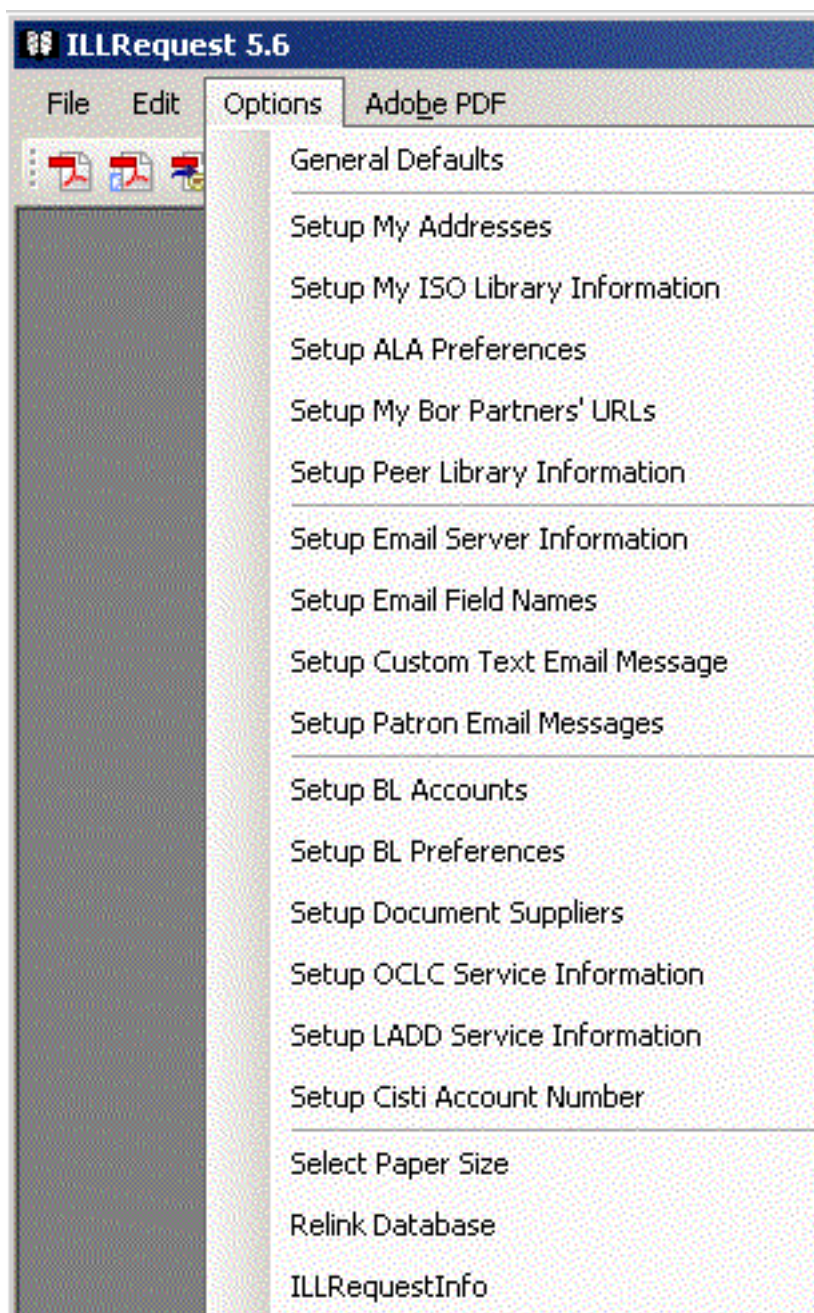 ILLRequest 5.6
File Edit Options Adobe PDF
General Defaults
Setup My Addresses
Setup My ISO Library Information
Setup ALA Preferences
Setup My Bor Partners' URLs
Setup Peer Library Information
Setup Email Server Information
Setup Email Field Names
Setup Custom Text Email Message
Setup Patron Email Messages
Setup BL Accounts
Setup BL Preferences
Setup Document Suppliers
Setup OCLC Service Information
Setup LADD Service Information
Setup Cisti Account Number
Select Paper Size
Relink Database
ILLRequestInfo